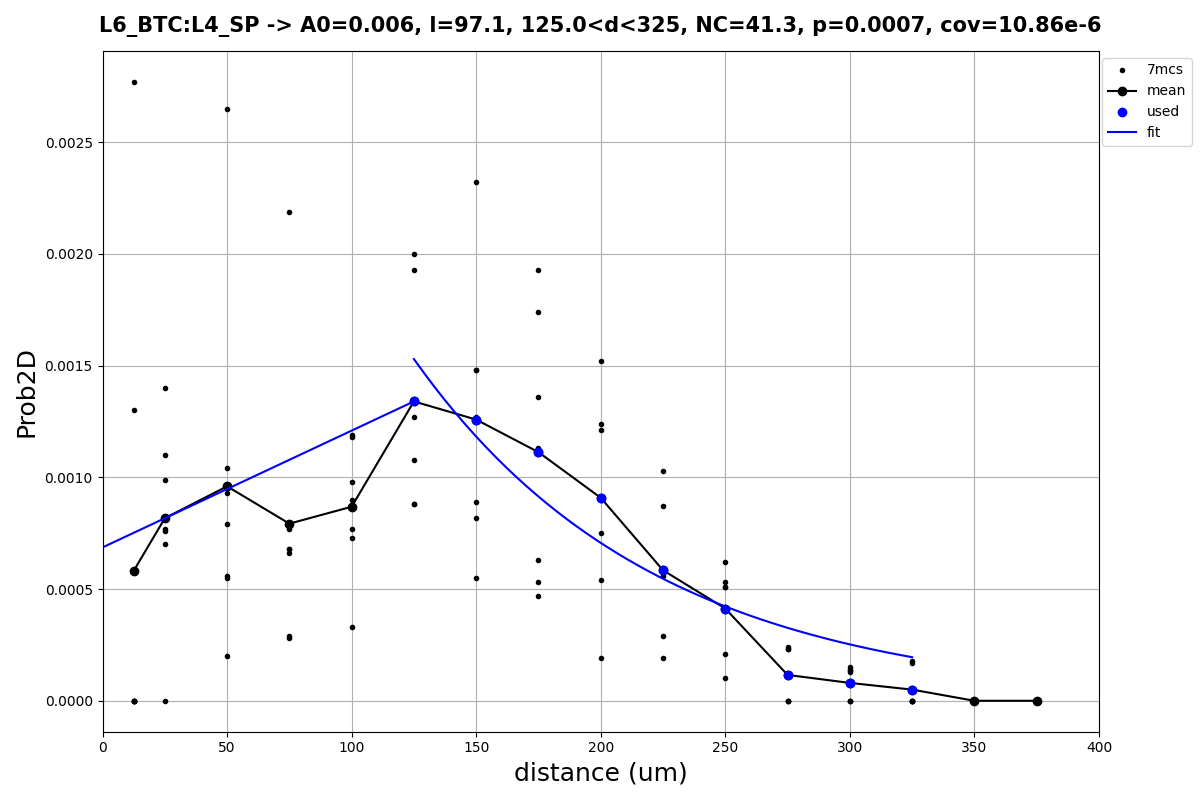 L6_BTC:L4_SP -> A0=0.006, l=97.1, 125.0<d<325, NC=41.3, p=0.0007, cov=10.86e-6
7mcs
mean
used
fit
0.0025
0.0020
0.0015
0.0010
0.0005
0.0000
Prob2D
0
50
100
150
200
250
300
350
400
distance (um)